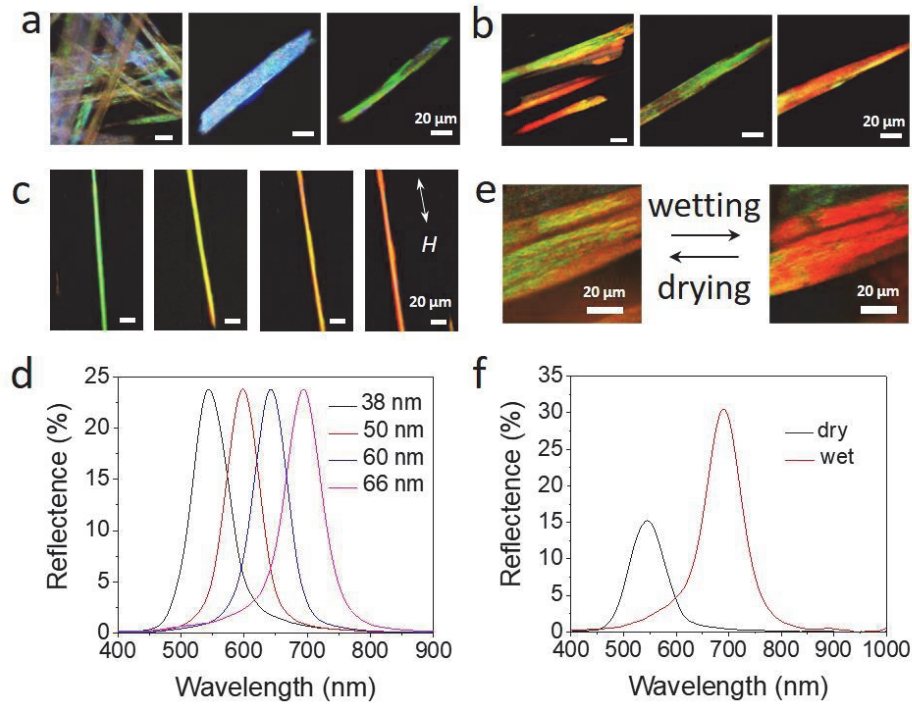 a
20 µm
b
20 µm
c
H
20 µm
e
wetting
drying
20 µm
20 µm
d
25
20
15
10
5
0
Reflectence (%)
38 nm
50 nm
60 nm
66 nm
400 500 600 700 800 900
Wavelength (nm)
f
35
30
25
20
15
10
5
0
Reflectence (%)
dry
wet
400 500 600 700 800 900 1000
Wavelength (nm)